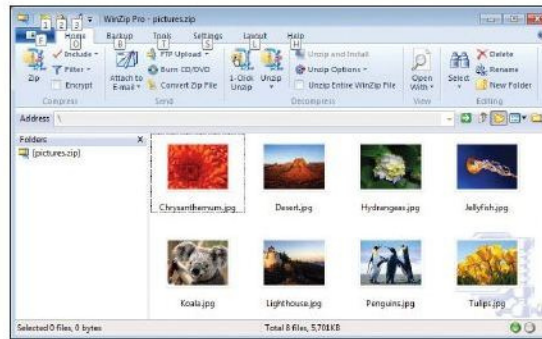 WinZip Pro - pictures.zip
1 2 3
F Home Backup Tools Settings Layout Help
O B T S L H
Zip
Include
Filter
Encrypt
Compress
Attach to E-mail
FTP Upload
Burn CD/DVD
Convert Zip File
Send
1-Click Unzip
Unzip
Unzip and Install
Unzip Options
Unzip Entire WinZip File
Decompress
Open With
View
Select
Delete
Rename
New Folder
Editing
Address \
Folders X
[pictures.zip]
Chrysanthemum.jpg Desert.jpg Hydrangeas.jpg Jellyfish.jpg
Koala.jpg Lighthouse.jpg Penguins.jpg Tulips.jpg
Selected 0 files, 0 bytes Total 8 files, 5,701KB